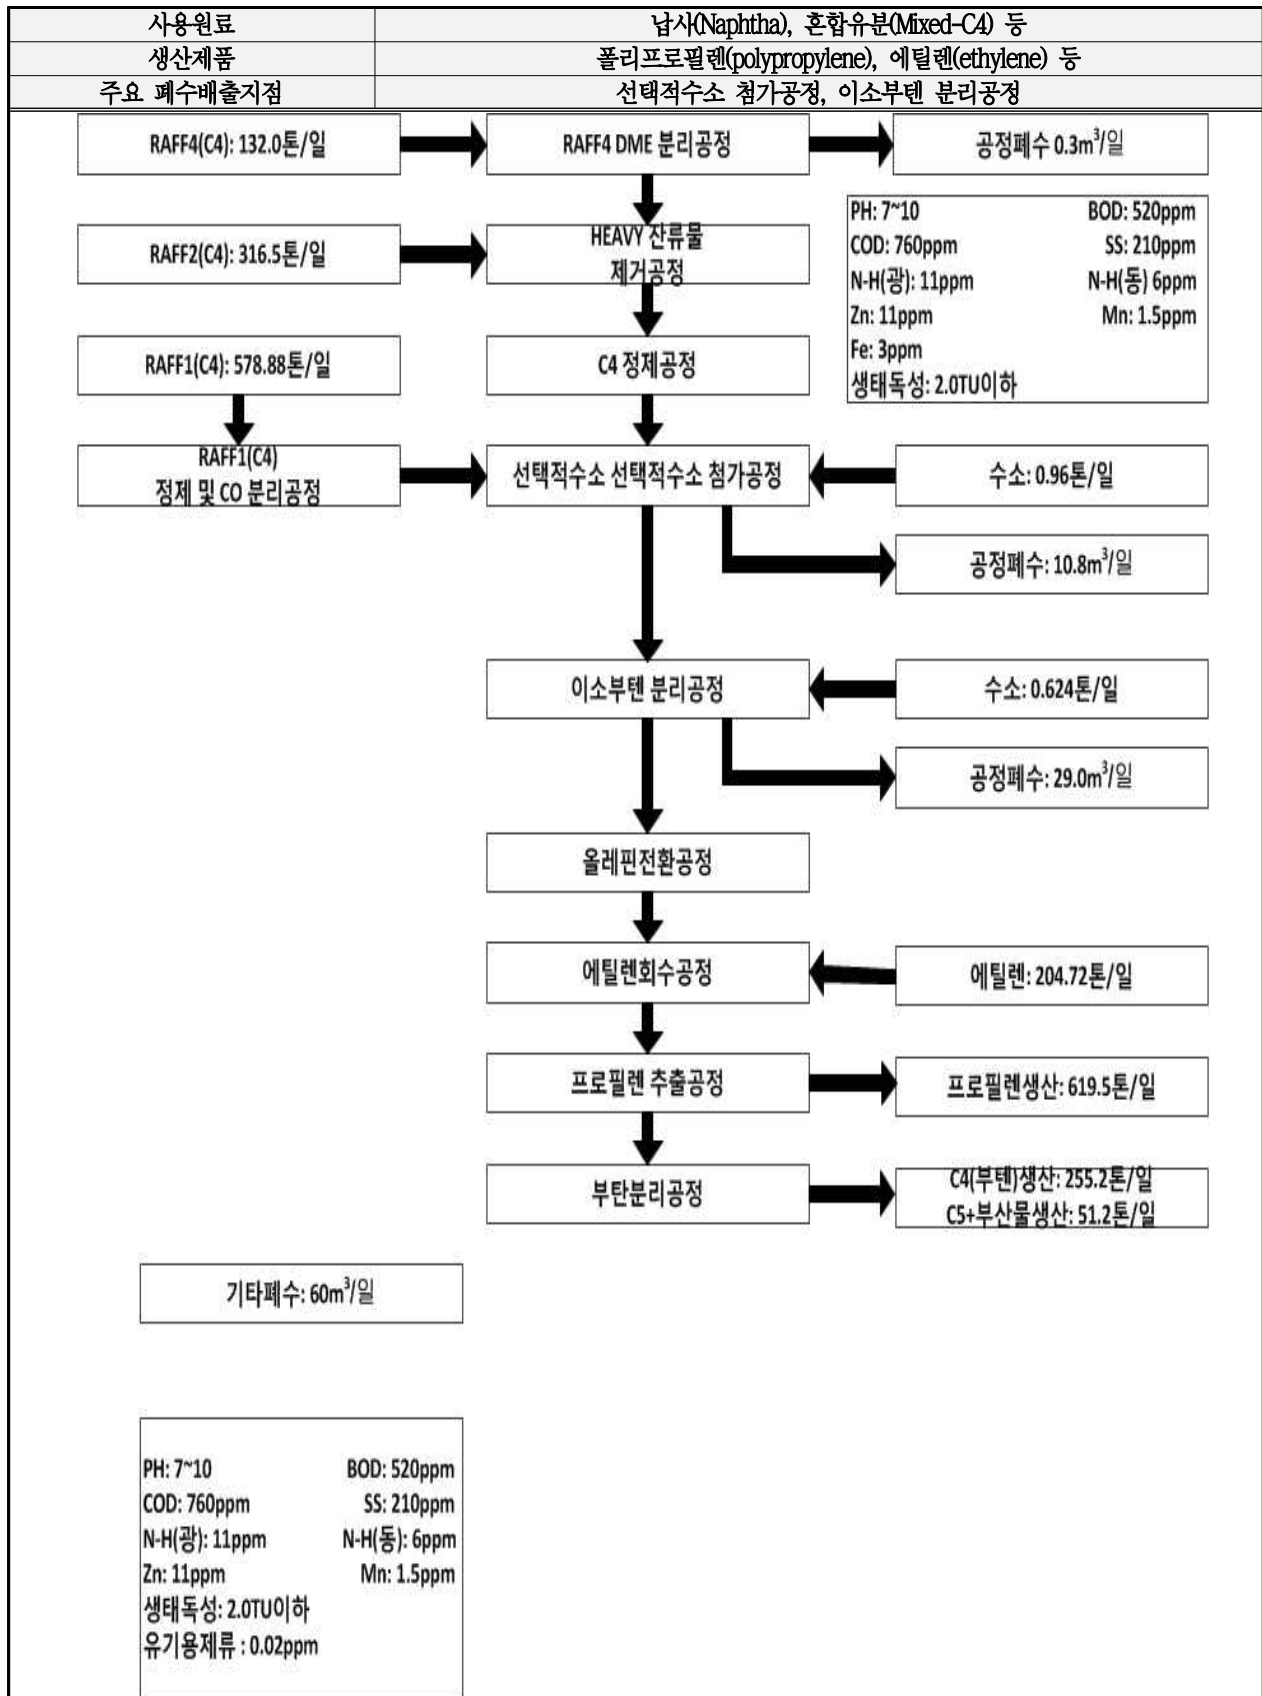 사용원료 납사(Naphtha), 혼합유분(Mixed-C4) 등
생산제품 폴리프로필렌(polypropylene), 에틸렌(ethylene) 등
주요 폐수배출지점 선택적수소 첨가공정, 이소부텐 분리공정
RAFF4(C4): 132.0톤/일 RAFF4 DME 분리공정 공정폐수 0.3m³/일
PH: 7~10 BOD: 520ppm
COD: 760ppm SS: 210ppm
N-H(광): 11ppm N-H(동) 6ppm
Zn: 11ppm Mn: 1.5ppm
Fe: 3ppm
생태독성: 2.0TU이하
RAFF2(C4): 316.5톤/일 HEAVY 잔류물
제거공정
RAFF1(C4): 578.88톤/일 C4 정제공정
RAFF1(C4)
정제 및 CO 분리공정 선택적수소 선택적수소 첨가공정 수소: 0.96톤/일
공정폐수: 10.8m³/일
이소부텐 분리공정 수소: 0.624톤/일
공정폐수: 29.0m³/일
올레핀전환공정
에틸렌회수공정 에틸렌: 204.72톤/일
프로필렌 추출공정 프로필렌생산: 619.5톤/일
부탄분리공정 C4(부텐)생산: 255.2톤/일
C5+부산물생산: 51.2톤/일
기타폐수: 60m³/일
PH: 7~10 BOD: 520ppm
COD: 760ppm SS: 210ppm
N-H(광): 11ppm N-H(동): 6ppm
Zn: 11ppm Mn: 1.5ppm
생태독성: 2.0TU이하
유기용제류 : 0.02ppm